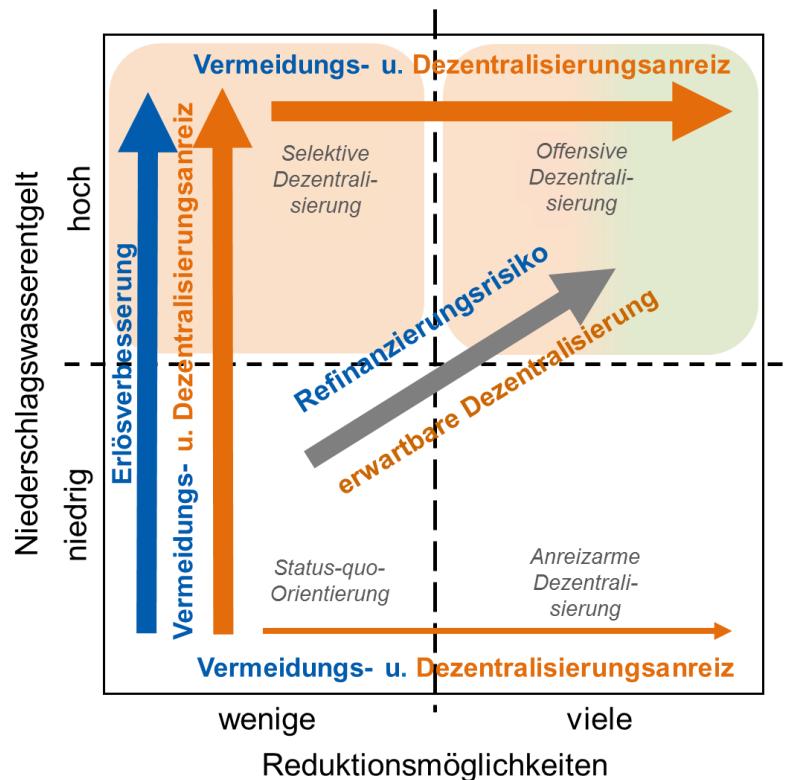 Vermeidungs- u. Dezentralisierungsanreiz
Selektive
Dezentrali-
sierung
Offensive
Dezentrali-
sierung
Niederschlagswasserentgelt
hoch
niedrig
Erlösverbesserung
Vermeidungs- u. Dezentralisierungsanreiz
Refinanzierungsrisiko
erwartbare Dezentralisierung
Status-quo-
Orientierung
Anreizarme
Dezentrali-
sierung
Vermeidungs- u. Dezentralisierungsanreiz
wenige
viele
Reduktionsmöglichkeiten